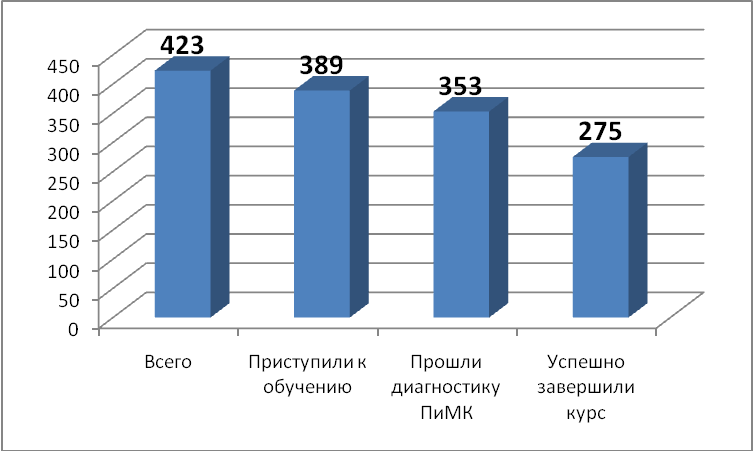 423
389
353
275
450
400
350
300
250
200
150
100
50
0
Всего
Приступили к
обучению
Прошли
диагностику
ПиМК
Успешно
завершили
курс